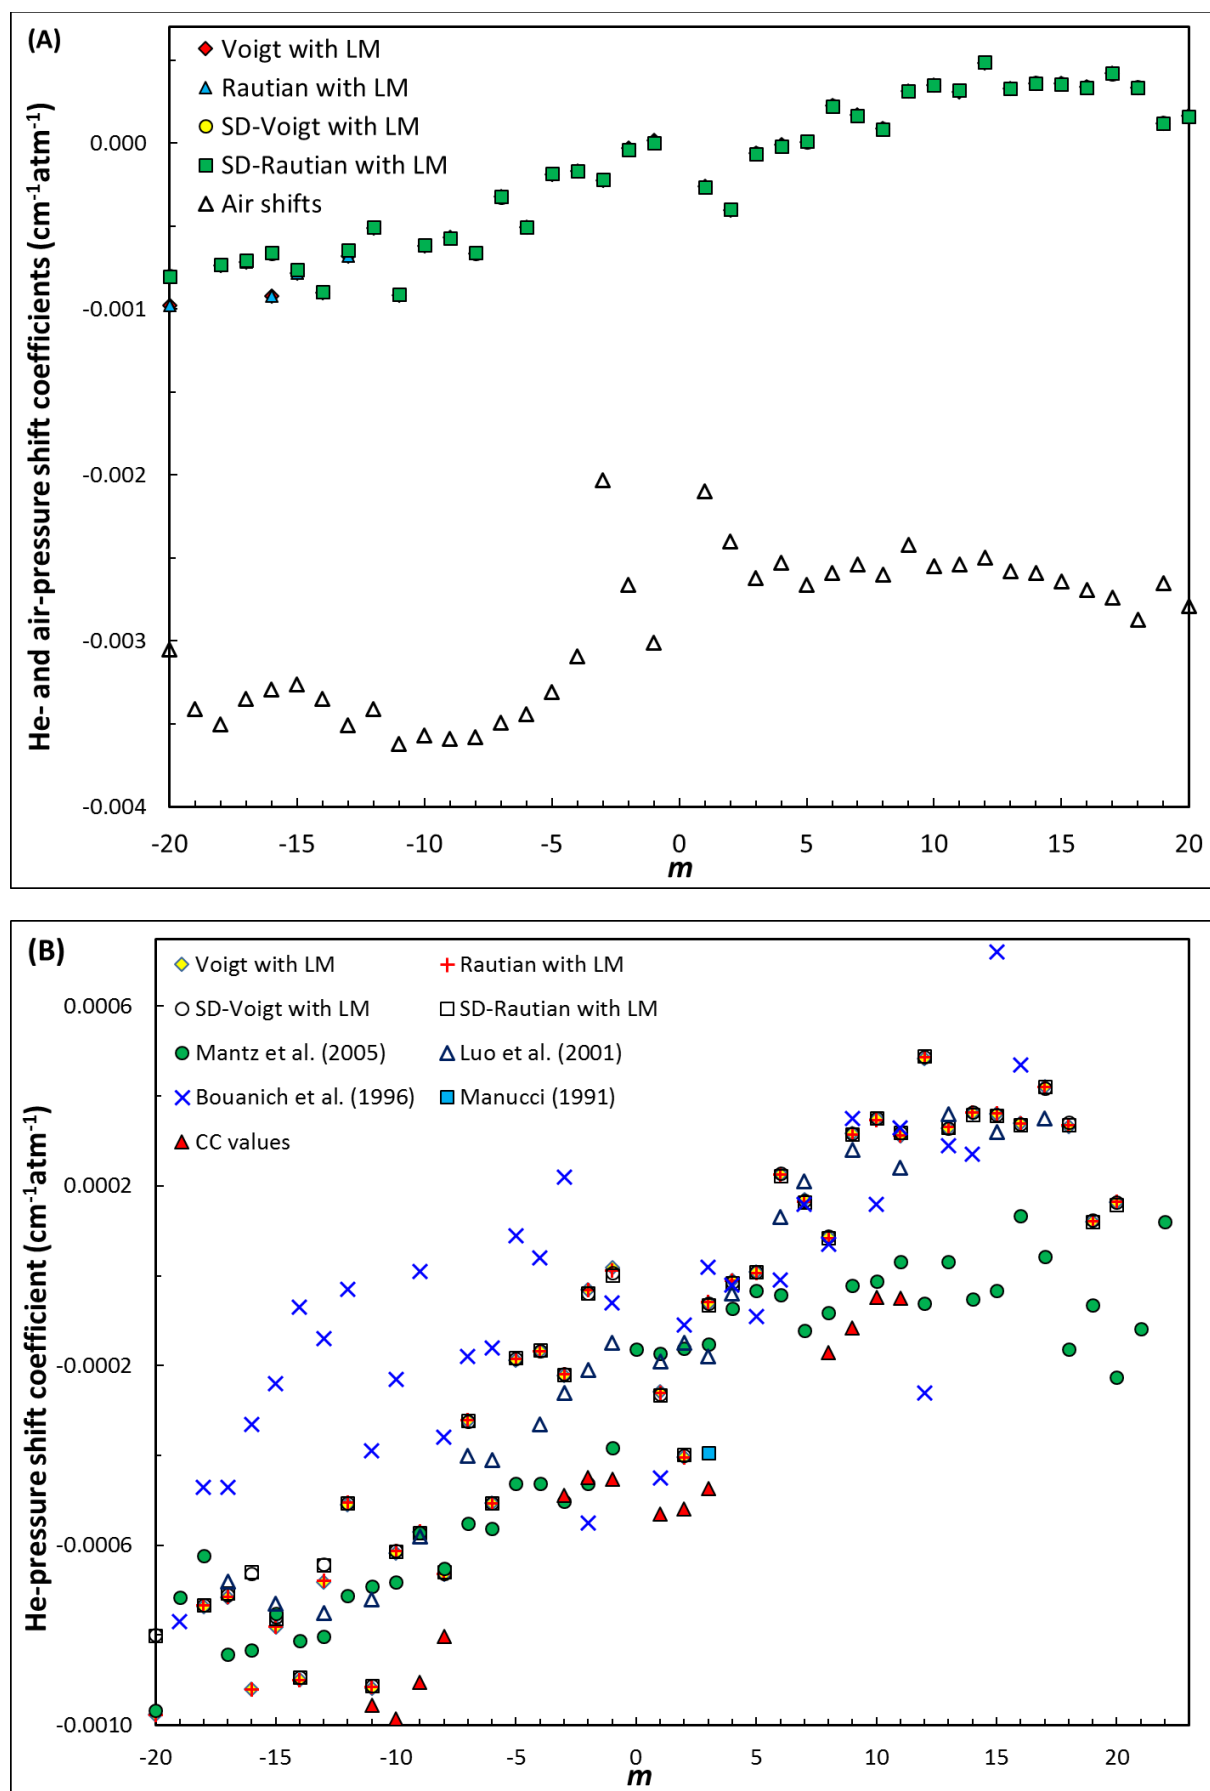 (A)
Voigt with LM
Rautian with LM
SD-Voigt with LM
SD-Rautian with LM
Air shifts
He- and air-pressure shift coefficients (cm⁻¹atm⁻¹)
0.000
-0.001
-0.002
-0.003
-0.004
-20 -15 -10 -5 0 5 10 15 20
m
(B)
Voigt with LM Rautian with LM
SD-Voigt with LM SD-Rautian with LM
Mantz et al. (2005) Luo et al. (2001)
Bouanich et al. (1996) Manucci (1991)
CC values
He-pressure shift coefficient (cm⁻¹atm⁻¹)
0.0006
0.0002
-0.0002
-0.0006
-0.0010
-20 -15 -10 -5 0 5 10 15 20
m